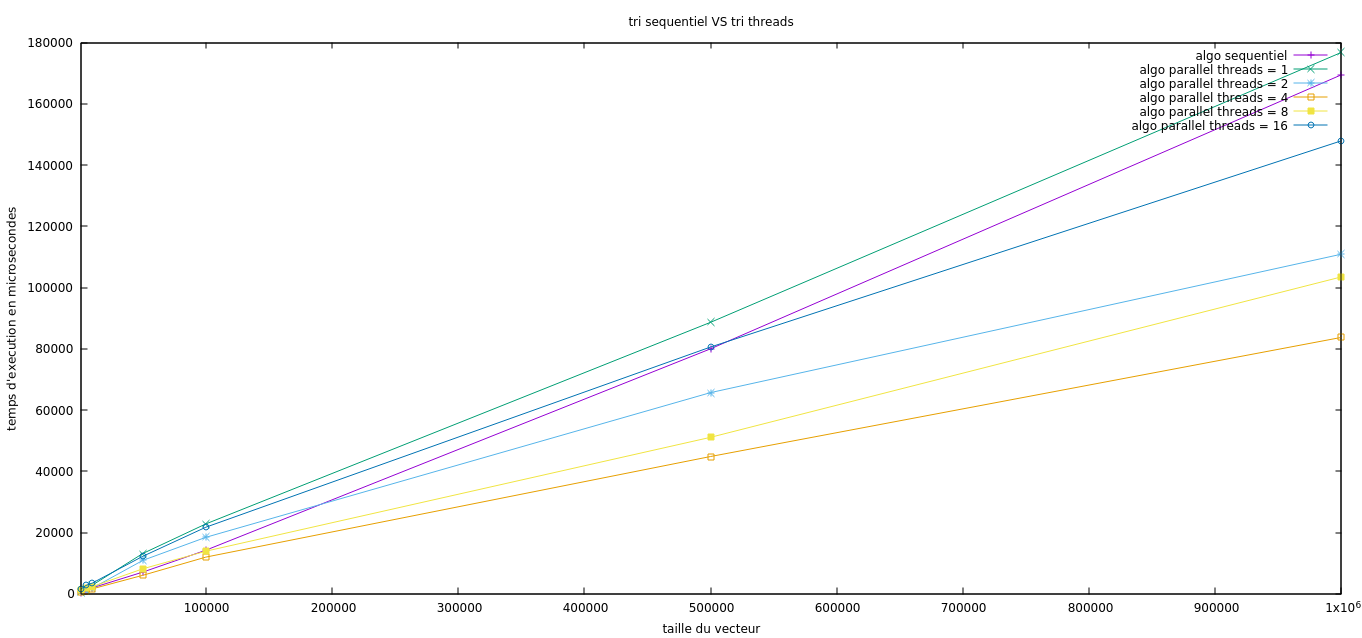 tri sequentiel VS tri threads
180000
160000
140000
120000
100000
80000
60000
40000
20000
0
temps d'execution en microsecondes
algo sequentiel
algo parallel threads = 1
algo parallel threads = 2
algo parallel threads = 4
algo parallel threads = 8
algo parallel threads = 16
100000 200000 300000 400000 500000 600000 700000 800000 900000 1x10⁶
taille du vecteur